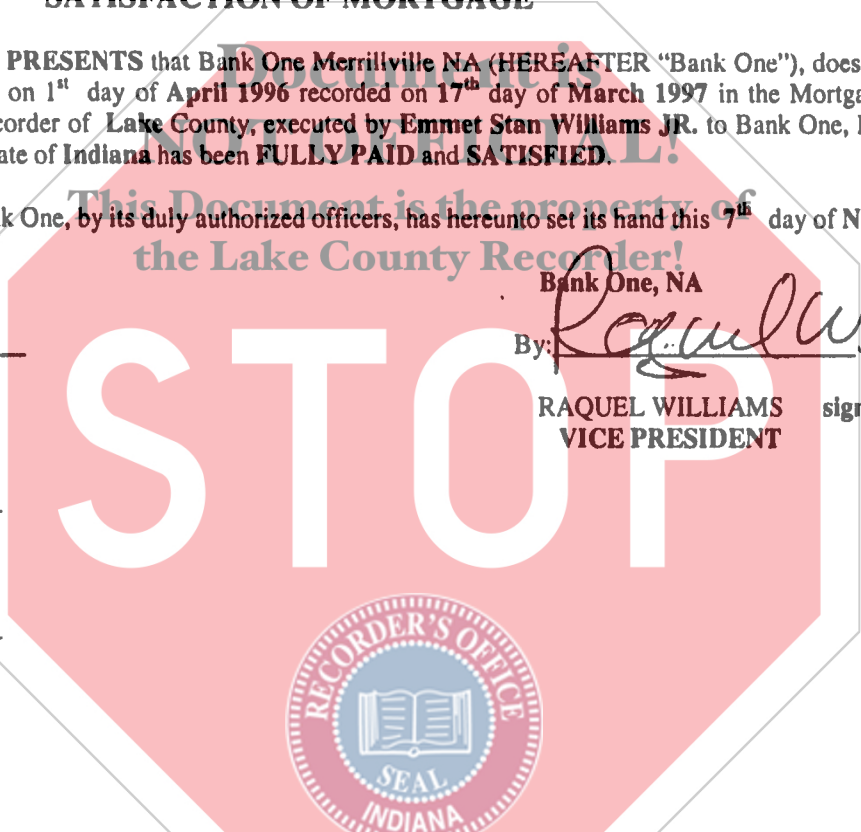 SATISFACTION OF MORTGAGE
PRESENTS that Bank One Merrillville NA (HEREAFTER “Bank One”), does
on 1st day of April 1996 recorded on 17th day of March 1997 in the Mortga
corder of Lake County, executed by Emmet Stan Williams JR. to Bank One,
ate of Indiana has been FULLY PAID and SATISFIED.
k One, by its duly authorized officers, has hereunto set its hand this 7th day of N
Document is
NOT OFFICIAL!
This Document is the property of
the Lake County Recorder!
Bank One, NA
By:
RAQUEL WILLIAMS sign
VICE PRESIDENT
STOP
RECORDER'S OFFICE
SEAL
INDIANA